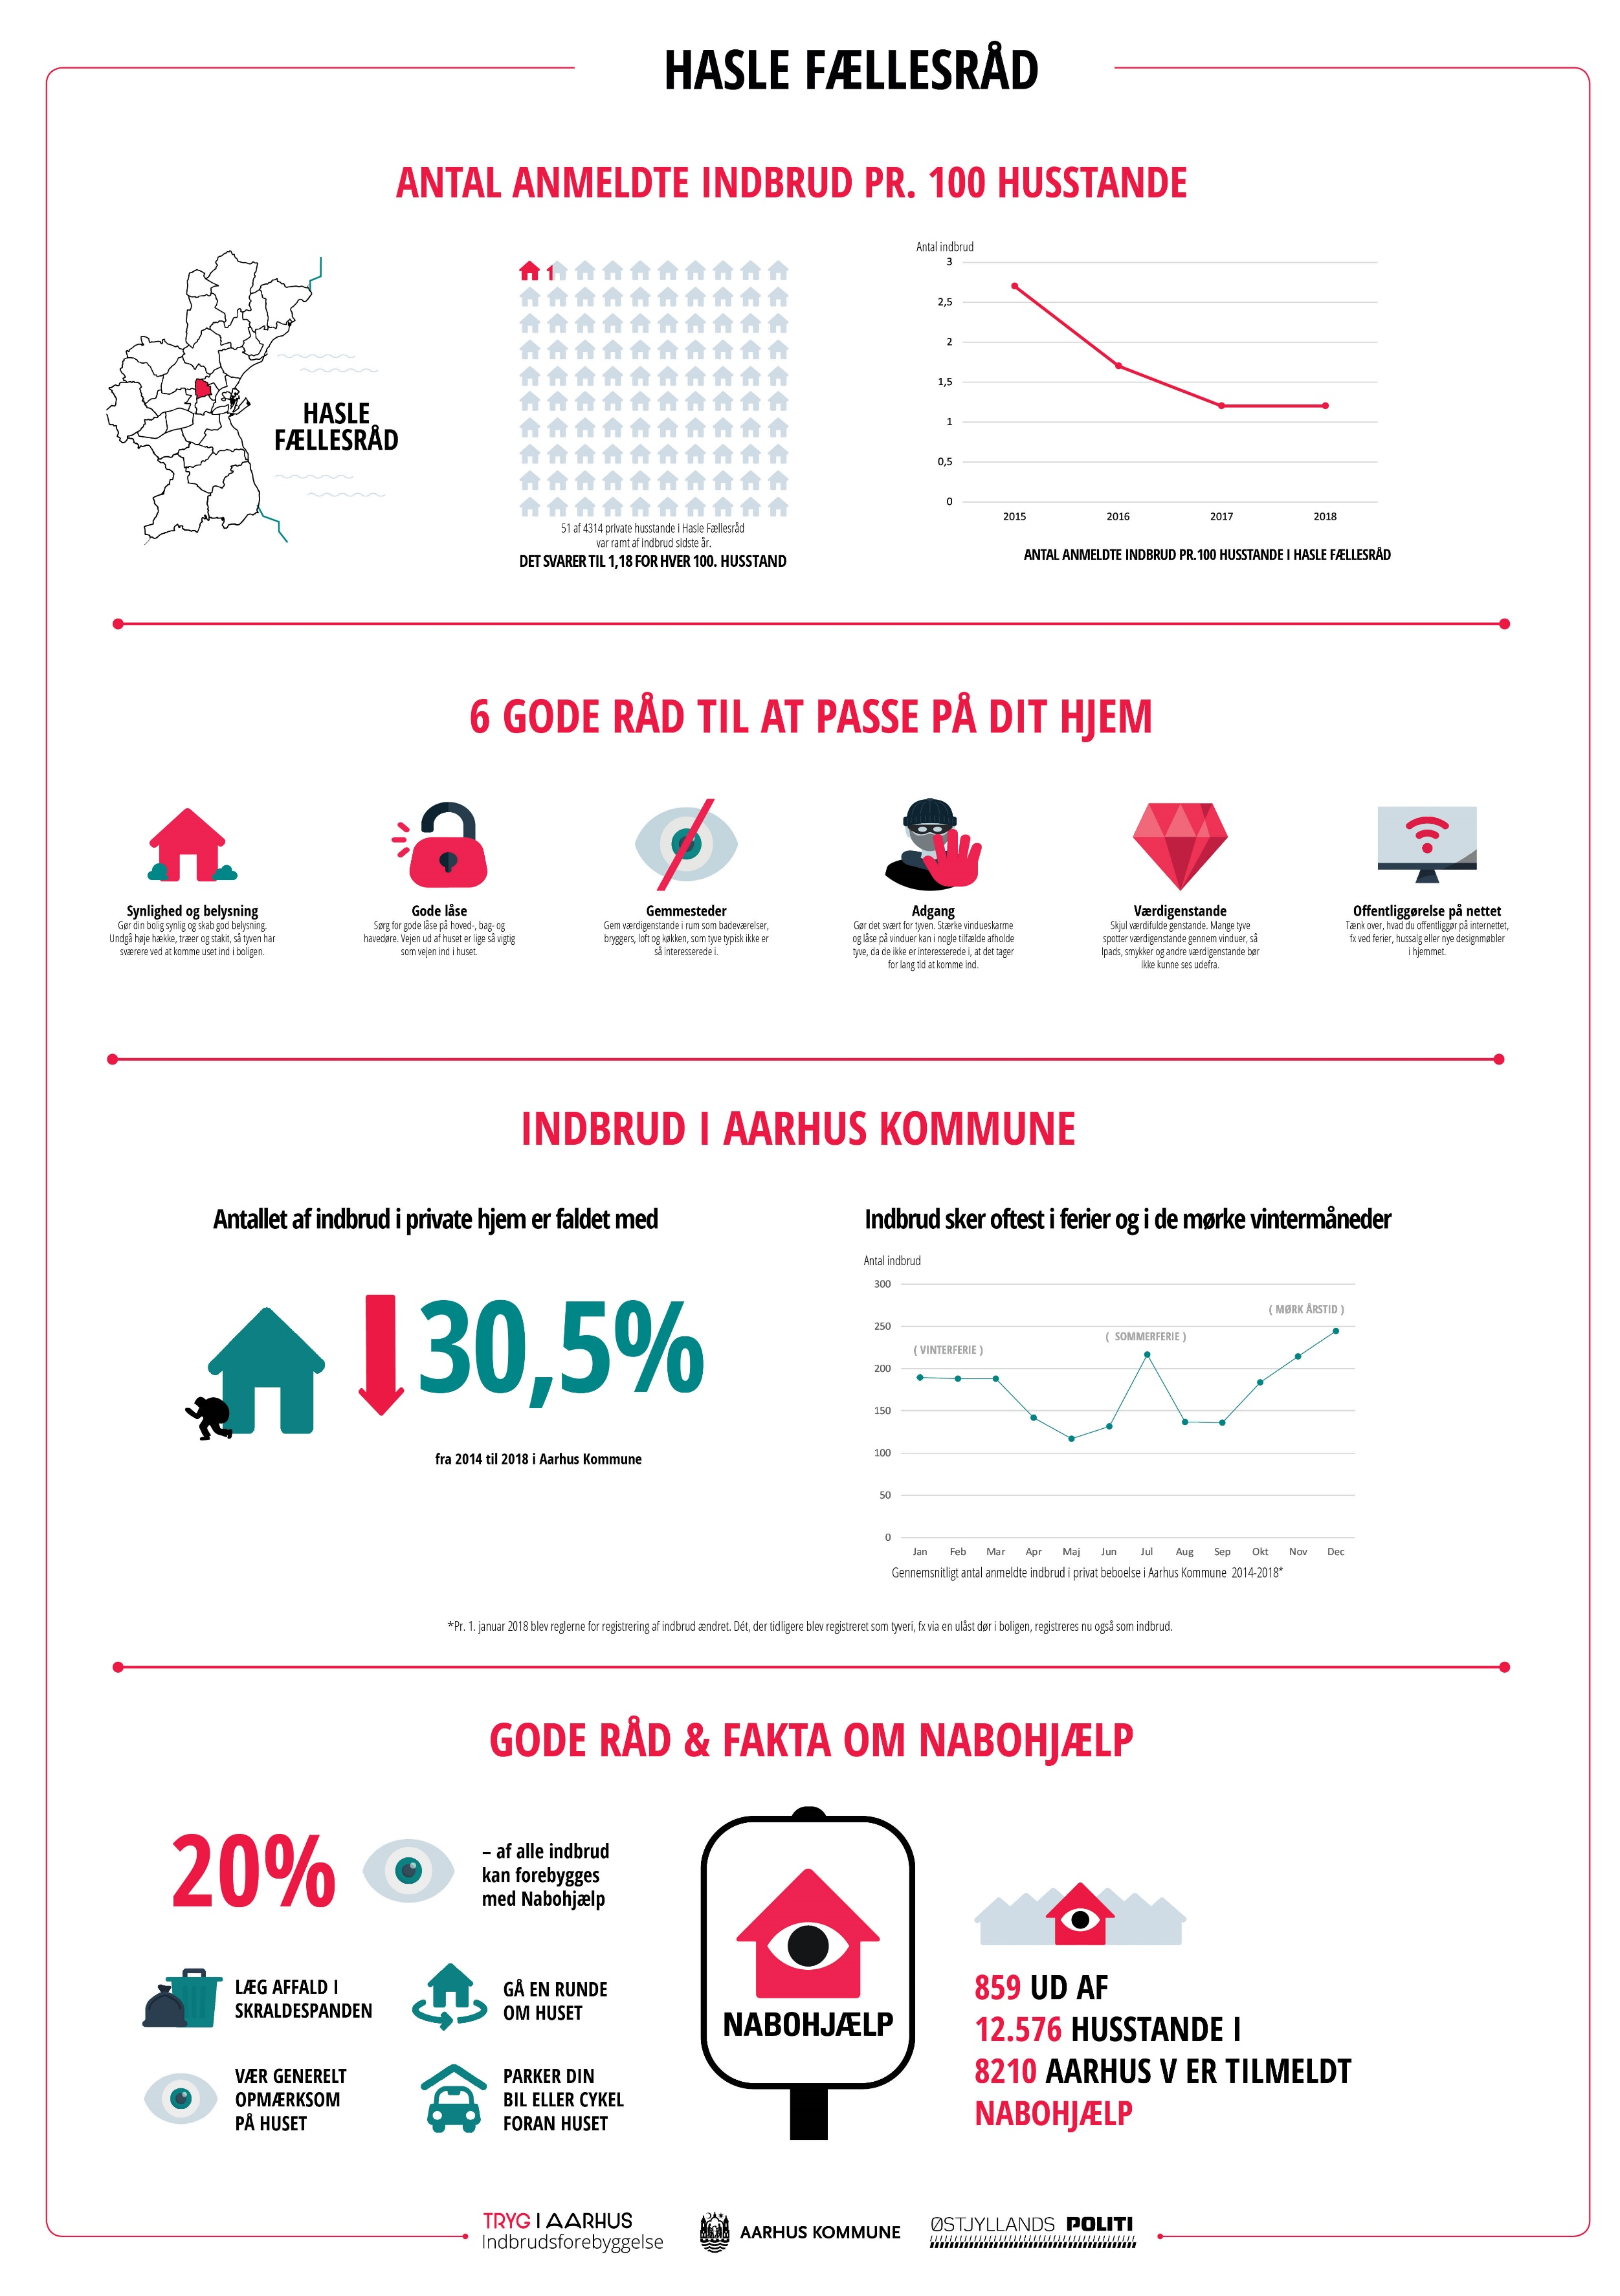 HASLE FÆLLESRÅD
ANTAL ANMELDTE INDBRUD PR. 100 HUSSTANDE
HASLE
FÆLLESRÅD
51 af 4314 private husstande i Hasle Fællesråd
var ramt af indbrud sidste år.
DET SVARER TIL 1,18 FOR HVER 100. HUSSTAND
Antal indbrud
3
2,5
2
1,5
1
0,5
0
2015 2016 2017 2018
ANTAL ANMELDTE INDBRUD PR.100 HUSSTANDE I HASLE FÆLLESRÅD
6 GODE RÅD TIL AT PASSE PÅ DIT HJEM
Synlighed og belysning
Gør din bolig synlig og skab god belysning.
Undgå høje hække, træer og stakit, så tyven har
sværere ved at komme uset ind i boligen.
Gode låse
Sørg for gode låse på hoved-, bag- og
havedøre. Vejen ud af huset er lige så vigtig
som vejen ind i huset.
Gemmesteder
Gem værdigenstande i rum som badeværelser,
bryggers, loft og køkken, som tyve typisk ikke er
så interesserede i.
Adgang
Gør det svært for tyven. Stærke vindueskarme
og låse på vinduer kan i nogle tilfælde afholde
tyve, da de ikke er interesserede i, at det tager
for lang tid at komme ind.
Værdigenstande
Skjul værdifulde genstande. Mange tyve
spotter værdigenstande gennem vinduer, så
Ipads, smykker og andre værdigenstande bør
ikke kunne ses udefra.
Offentliggørelse på nettet
Tænk over, hvad du offentliggør på internettet,
fx ved ferier, hussalg eller nye designmøbler
i hjemmet.
INDBRUD I AARHUS KOMMUNE
Antallet af indbrud i private hjem er faldet med
30,5%
fra 2014 til 2018 i Aarhus Kommune
Indbrud sker oftest i ferier og i de mørke vintermåneder
Antal indbrud
300
250
200
150
100
50
0
( VINTERFERIE )
( SOMMERFERIE )
( MØRK ÅRSTID )
Jan Feb Mar Apr Maj Jun Jul Aug Sep Okt Nov Dec
Gennemsnitligt antal anmeldte indbrud i privat beboelse i Aarhus Kommune 2014-2018*
*Pr. 1. januar 2018 blev reglerne for registrering af indbrud ændret. Dét, der tidligere blev registreret som tyveri, fx via en ulåst dør i boligen, registreres nu også som indbrud.
GODE RÅD & FAKTA OM NABOHJÆLP
20%
– af alle indbrud
kan forebygges
med Nabohjælp
LÆG AFFALD I
SKRALDESPANDEN
GÅ EN RUNDE
OM HUSET
VÆR GENERELT
OPMÆRKSOM
PÅ HUSET
PARKER DIN
BIL ELLER CYKEL
FORAN HUSET
NABOHJÆLP
859 UD AF
12.576 HUSSTANDE I
8210 AARHUS V ER TILMELDT
NABOHJÆLP
TRYG I AARHUS
Indbrudsforebyggelse
AARHUS KOMMUNE
ØSTJYLLANDS POLITI